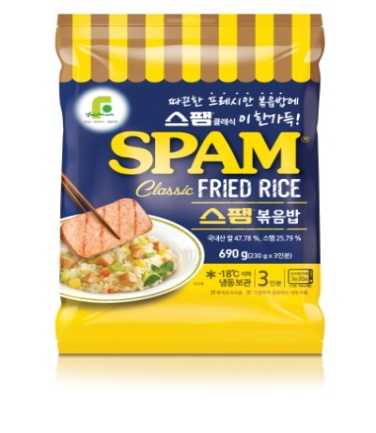 따끈한 프레시안 볶음밥에
스팸클래식 이 한가득!
SPAM®
Classic FRIED RICE
스팸® 볶음밥
국내산 쌀 47.78 %, 스팸 25.79 %
690 g(230 g x 3인분)
-18℃ 이하
냉동보관
3인분